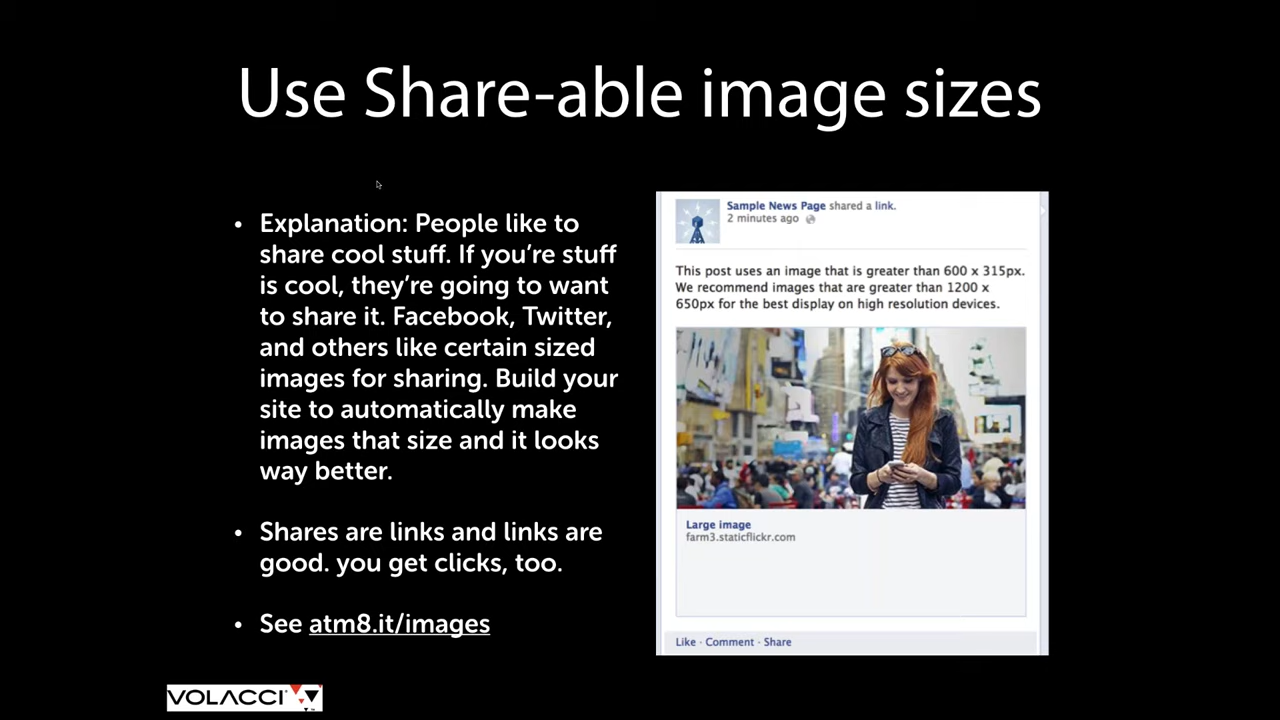 Use Share-able image sizes
• Explanation: People like to
share cool stuff. If you're stuff
is cool, they're going to want
to share it. Facebook, Twitter,
and others like certain sized
images for sharing. Build your
site to automatically make
images that size and it looks
way better.
• Shares are links and links are
good. you get clicks, too.
• See atm8.it/images
Sample News Page shared a link.
2 minutes ago
This post uses an image that is greater than 600 x 315px.
We recommend images that are greater than 1200 x
650px for the best display on high resolution devices.
Large image
farm3.staticflickr.com
Like · Comment · Share
VOLACCI